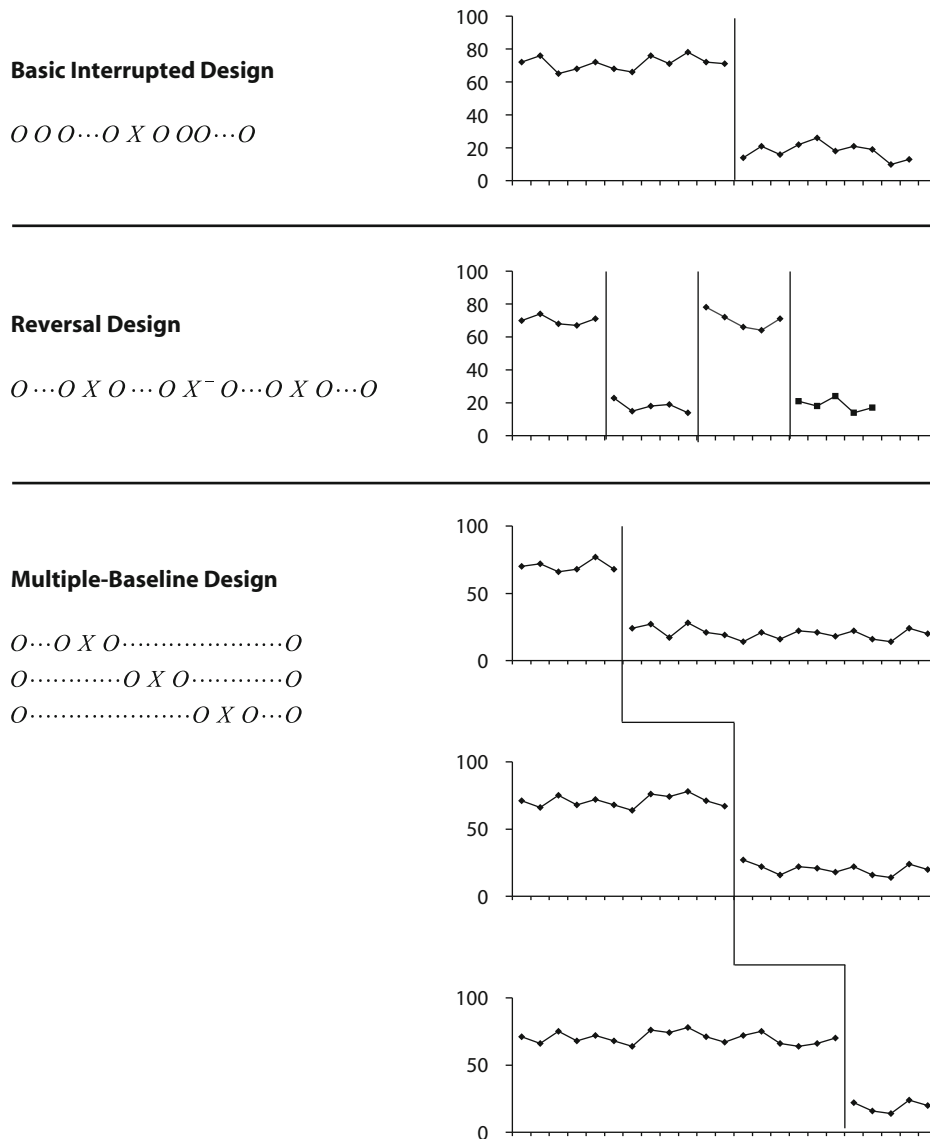 Basic Interrupted Design
O O O···O X O OO···O
100
80
60
40
20
0
Reversal Design
O ···O X O··· O X⁻ O···O X O···O
100
80
60
40
20
0
Multiple-Baseline Design
O···O X O·····················O
O············O X O············O
O·····················O X O···O
100
50
0
100
50
0
100
50
0